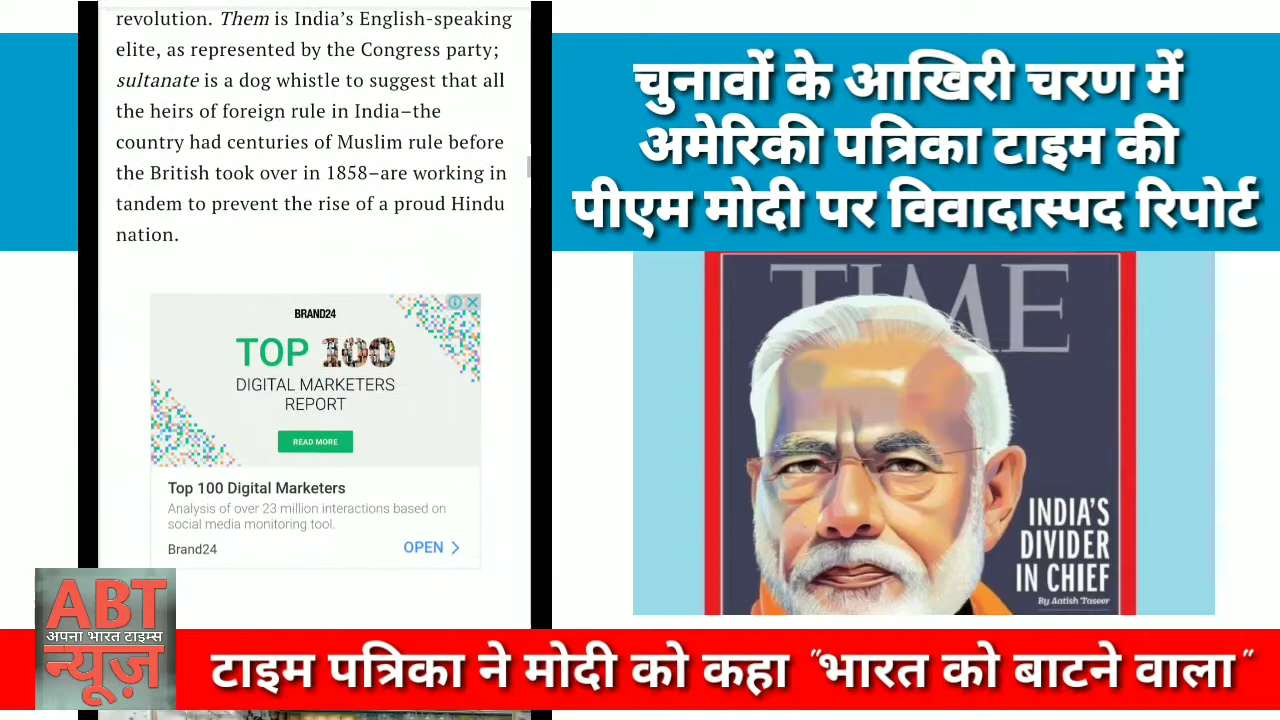 revolution. Them is India's English-speaking
elite, as represented by the Congress party;
sultanate is a dog whistle to suggest that all
the heirs of foreign rule in India–the
country had centuries of Muslim rule before
the British took over in 1858–are working in
tandem to prevent the rise of a proud Hindu
nation.
BRAND24
TOP 100
DIGITAL MARKETERS
REPORT
READ MORE
Top 100 Digital Marketers
Analysis of over 23 million interactions based on
social media monitoring tool.
Brand24
OPEN
चुनावों के आखिरी चरण में
अमेरिकी पत्रिका टाइम की
पीएम मोदी पर विवादास्पद रिपोर्ट
TIME
INDIA'S
DIVIDER
IN CHIEF
By Aatish Taseer
ABT
अपना भारत टाइम्स
न्यूज़
टाइम पत्रिका ने मोदी को कहा "भारत को बाटने वाला"